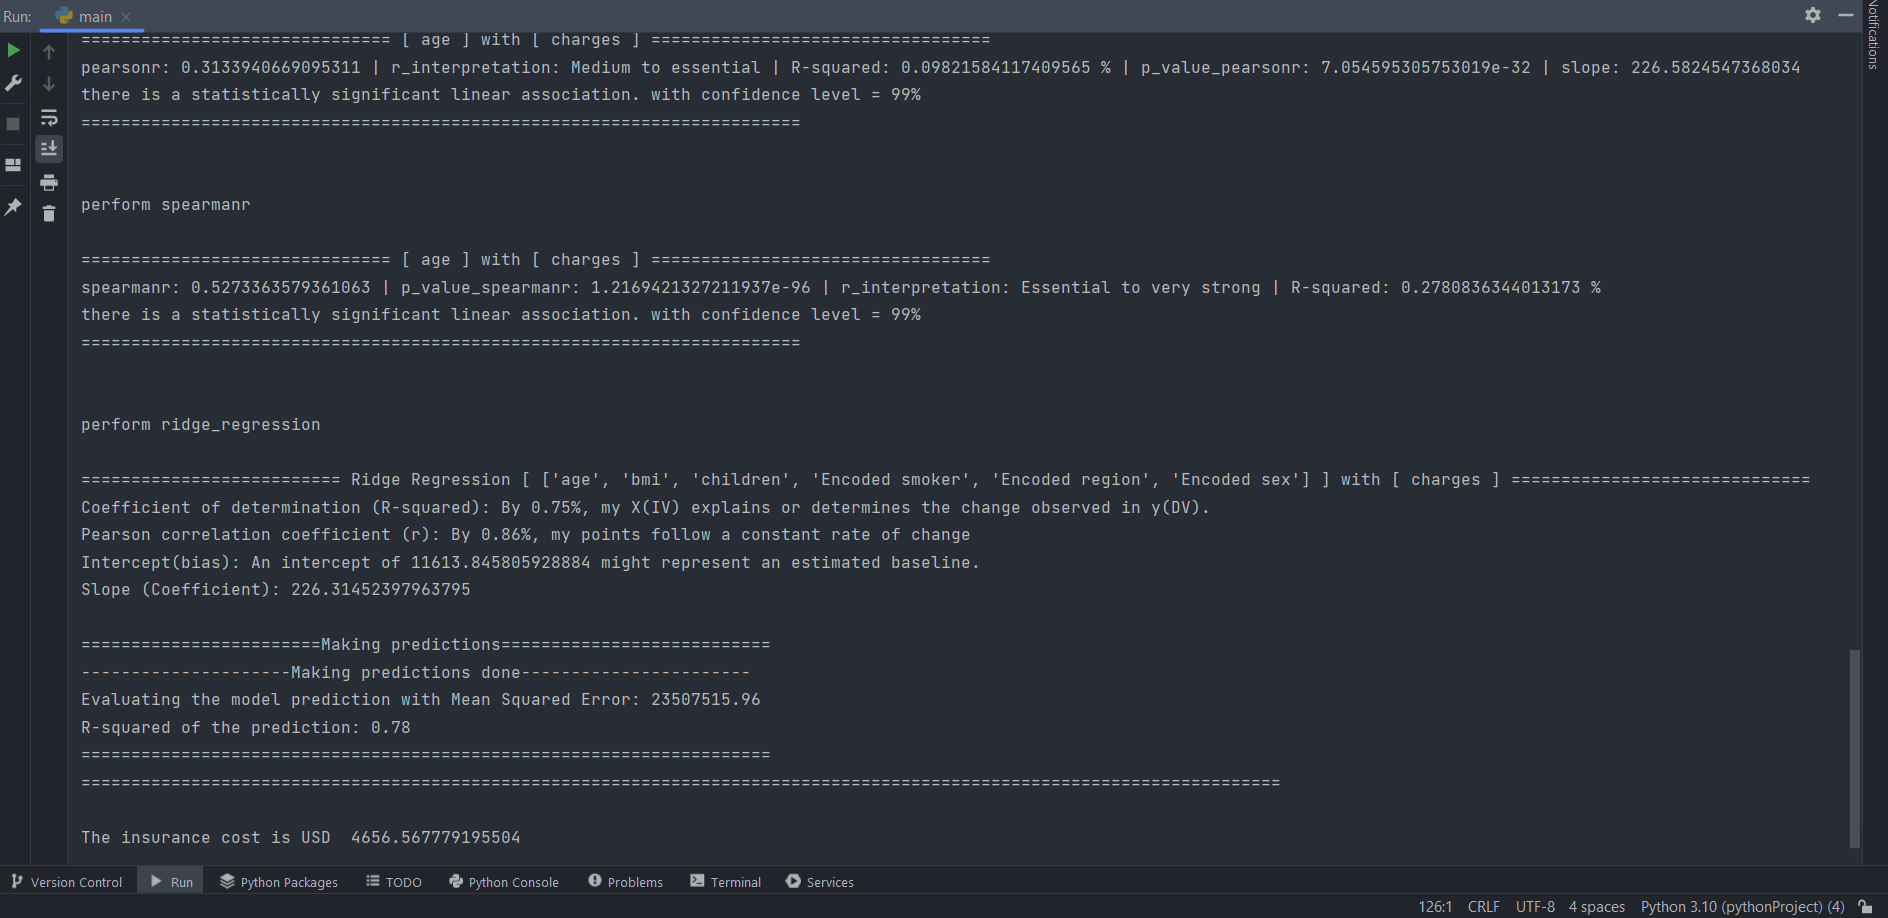 Run: main
=============================== [ age ] with [ charges ] ==================================
pearsonr: 0.3133940669095311 | r_interpretation: Medium to essential | R-squared: 0.09821584117409565 % | p_value_pearsonr: 7.054595305753019e-32 | slope: 226.5824547368034
there is a statistically significant linear association. with confidence level = 99%
========================================================================
perform spearmanr
=============================== [ age ] with [ charges ] ==================================
spearmanr: 0.5273363579361063 | p_value_spearmanr: 1.2169421327211937e-96 | r_interpretation: Essential to very strong | R-squared: 0.2780836344013173 %
there is a statistically significant linear association. with confidence level = 99%
========================================================================
perform ridge_regression
========================== Ridge Regression [ ['age', 'bmi', 'children', 'Encoded smoker', 'Encoded region', 'Encoded sex'] ] with [ charges ] ==============================
Coefficient of determination (R-squared): By 0.75%, my X(IV) explains or determines the change observed in y(DV).
Pearson correlation coefficient (r): By 0.86%, my points follow a constant rate of change
Intercept(bias): An intercept of 11613.845805928884 might represent an estimated baseline.
Slope (Coefficient): 226.31452397963795
========================Making predictions===========================
---------------------Making predictions done-----------------------
Evaluating the model prediction with Mean Squared Error: 23507515.96
R-squared of the prediction: 0.78
=====================================================================
========================================================================================================================
The insurance cost is USD  4656.567779195504
Notifications
Version Control Run Python Packages TODO Python Console Problems Terminal Services
126:1 CRLF UTF-8 4 spaces Python 3.10 (pythonProject) (4)